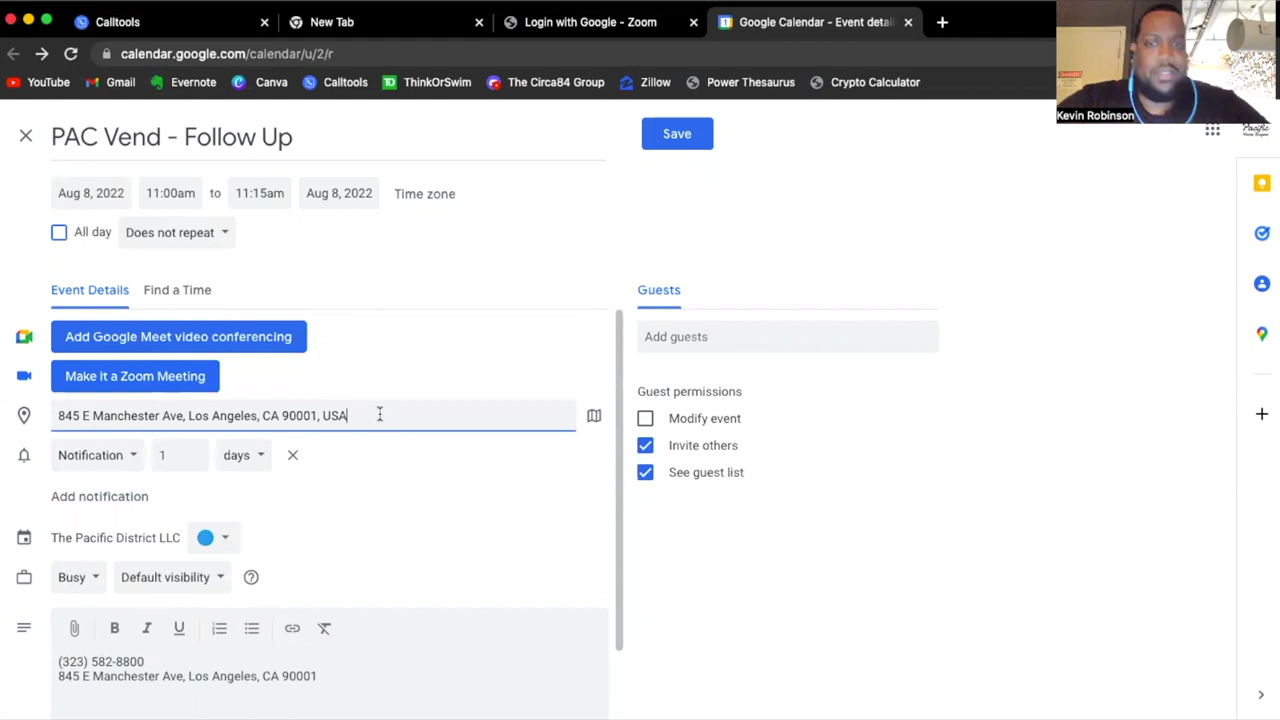 Calltools
New Tab
Login with Google - Zoom
Google Calendar - Event detai
calendar.google.com/calendar/u/2/r
YouTube
Gmail
Evernote
Canva
Calltools
TD
ThinkOrSwim
The Circa84 Group
Zillow
Power Thesaurus
Crypto Calculator
Kevin Robinson
PAC Vend - Follow Up
Save
Pacific
Aug 8, 2022
11:00am
to
11:15am
Aug 8, 2022
Time zone
All day
Does not repeat
Event Details
Find a Time
Guests
Add Google Meet video conferencing
Add guests
Make it a Zoom Meeting
Guest permissions
845 E Manchester Ave, Los Angeles, CA 90001, USA
Modify event
Invite others
Notification
1
days
See guest list
Add notification
The Pacific District LLC
Busy
Default visibility
B
I
U
(323) 582-8800
845 E Manchester Ave, Los Angeles, CA 90001